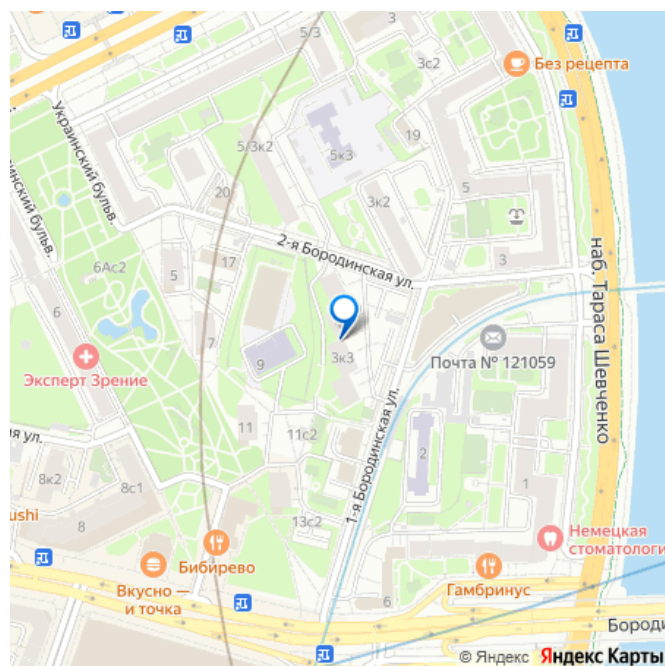 5/3
3с2
Без рецепта
Украинский бульв.
19
5/3к2
5к3
20
3к2
5
инский бульв.
2-я Бородинская ул.
17
3
6Ас2
5
наб. Тараса Шевченко
6
7
3к3
9
Почта № 121059
Эксперт Зрение
1-я Бородинская ул.
11
11с2
ая ул.
2
8к2
8с1
1
ushi
8
13с2
Немецкая
стоматологи
Бибирево
Вкусно —
и точка
Гамбринус
6
Бороди
© Яндекс Яндекс Карты